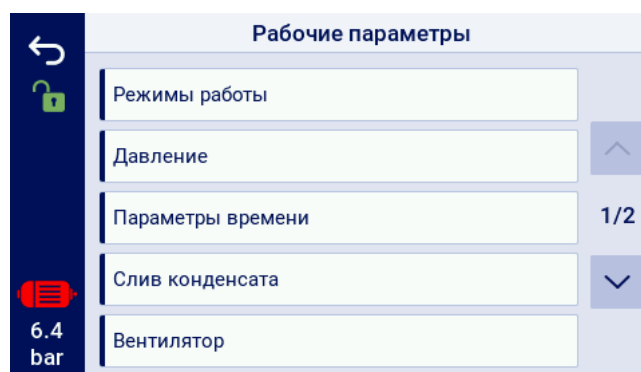 Рабочие параметры
Режимы работы
Давление
Параметры времени
1/2
Слив конденсата
Вентилятор
6.4
bar